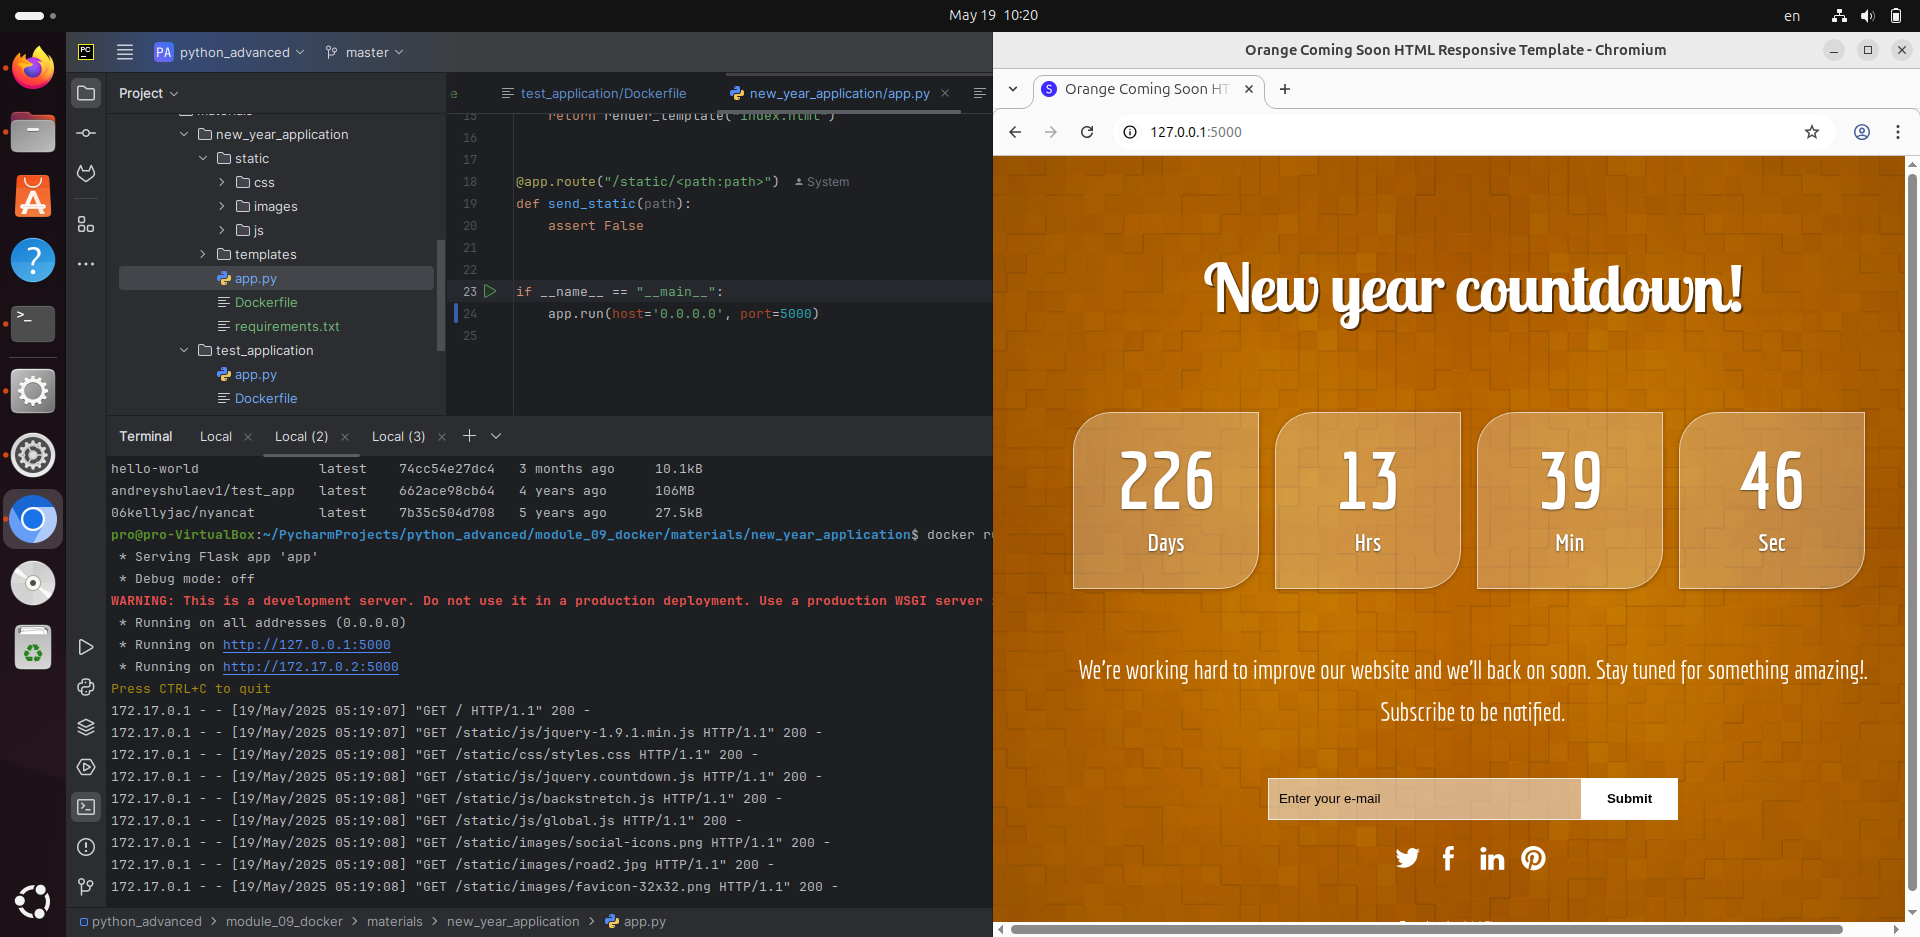 May 19 10:20
en
PC
PA python_advanced
master
Project
materials
new_year_application
static
css
images
js
templates
app.py
Dockerfile
requirements.txt
test_application
app.py
Dockerfile
e
test_application/Dockerfile
new_year_application/app.py
15 return render_template("index.html")
16
17
18 @app.route("/static/<path:path>") System
19 def send_static(path):
20 assert False
21
22
23 if __name__ == "__main__":
24 app.run(host='0.0.0.0', port=5000)
25
Terminal Local Local (2) Local (3)
hello-world latest 74cc54e27dc4 3 months ago 10.1kB
andreyshulaev1/test_app latest 662ace98cb64 4 years ago 106MB
06kellyjac/nyancat latest 7b35c504d708 5 years ago 27.5kB
pro@pro-VirtualBox:~/PycharmProjects/python_advanced/module_09_docker/materials/new_year_application$ docker ru
* Serving Flask app 'app'
* Debug mode: off
WARNING: This is a development server. Do not use it in a production deployment. Use a production WSGI server
* Running on all addresses (0.0.0.0)
* Running on http://127.0.0.1:5000
* Running on http://172.17.0.2:5000
Press CTRL+C to quit
172.17.0.1 - - [19/May/2025 05:19:07] "GET / HTTP/1.1" 200 -
172.17.0.1 - - [19/May/2025 05:19:07] "GET /static/js/jquery-1.9.1.min.js HTTP/1.1" 200 -
172.17.0.1 - - [19/May/2025 05:19:08] "GET /static/css/styles.css HTTP/1.1" 200 -
172.17.0.1 - - [19/May/2025 05:19:08] "GET /static/js/jquery.countdown.js HTTP/1.1" 200 -
172.17.0.1 - - [19/May/2025 05:19:08] "GET /static/js/backstretch.js HTTP/1.1" 200 -
172.17.0.1 - - [19/May/2025 05:19:08] "GET /static/js/global.js HTTP/1.1" 200 -
172.17.0.1 - - [19/May/2025 05:19:08] "GET /static/images/social-icons.png HTTP/1.1" 200 -
172.17.0.1 - - [19/May/2025 05:19:08] "GET /static/images/road2.jpg HTTP/1.1" 200 -
172.17.0.1 - - [19/May/2025 05:19:08] "GET /static/images/favicon-32x32.png HTTP/1.1" 200 -
python_advanced > module_09_docker > materials > new_year_application > app.py
Orange Coming Soon HTML Responsive Template - Chromium
S Orange Coming Soon HT
127.0.0.1:5000
New year countdown!
226 13 39 46
Days Hrs Min Sec
We're working hard to improve our website and we'll back on soon. Stay tuned for something amazing!.
Subscribe to be notified.
Enter your e-mail Submit